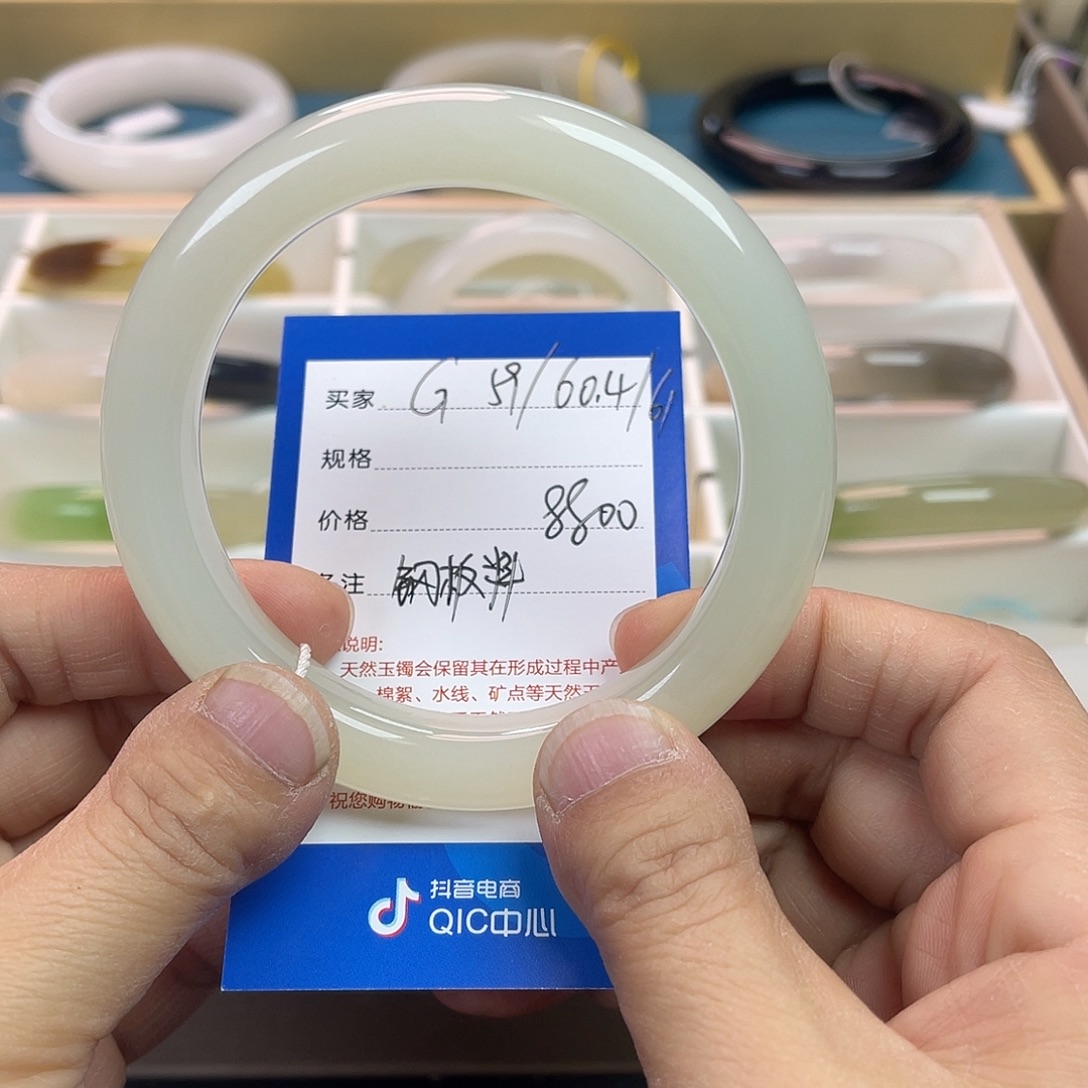 买家 G 59/60.4/61
规格
价格 8800
备注 钢板料
说明:
天然玉镯会保留其在形成过程中产
棉絮、水线、矿点等天然
祝您购物
抖音电商
QIC中心